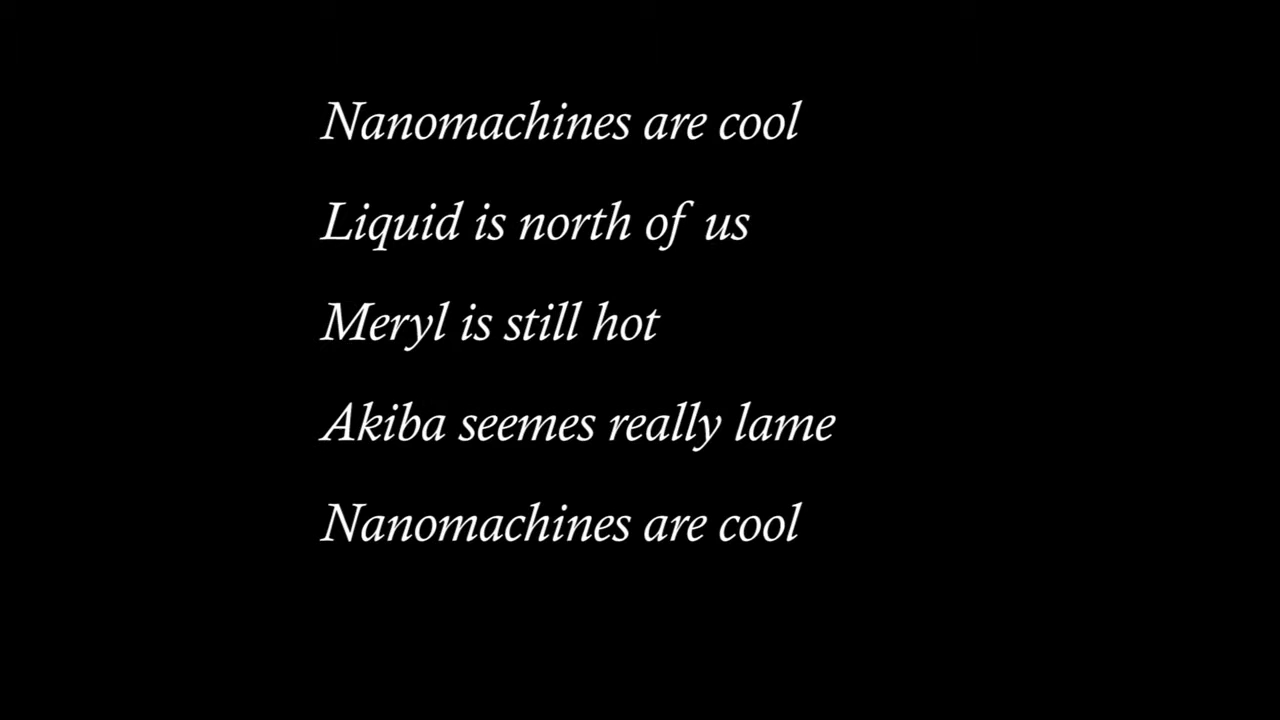 Nanomachines are cool
Liquid is north of us
Meryl is still hot
Akiba seemes really lame
Nanomachines are cool